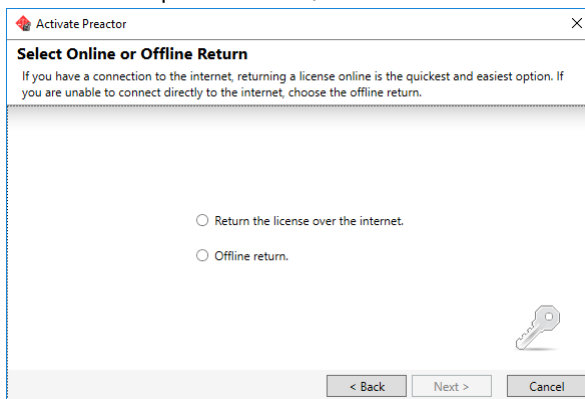 Activate Preactor
Select Online or Offline Return
If you have a connection to the internet, returning a license online is the quickest and easiest option. If
you are unable to connect directly to the internet, choose the offline return.
Return the license over the internet.
Offline return.
< Back Next > Cancel